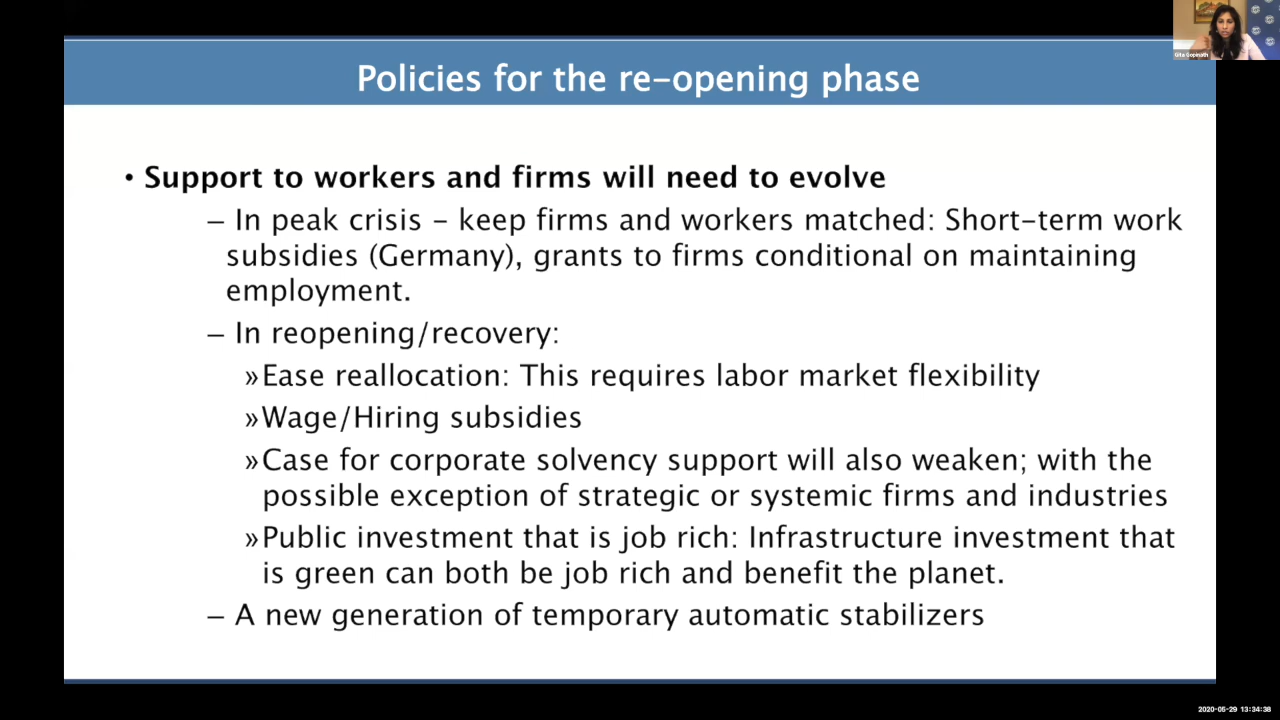 Gita Gopinath
Policies for the re-opening phase
• Support to workers and firms will need to evolve
– In peak crisis – keep firms and workers matched: Short-term work
subsidies (Germany), grants to firms conditional on maintaining
employment.
– In reopening/recovery:
»Ease reallocation: This requires labor market flexibility
»Wage/Hiring subsidies
»Case for corporate solvency support will also weaken; with the
possible exception of strategic or systemic firms and industries
»Public investment that is job rich: Infrastructure investment that
is green can both be job rich and benefit the planet.
– A new generation of temporary automatic stabilizers
2020-05-29 13:34:38